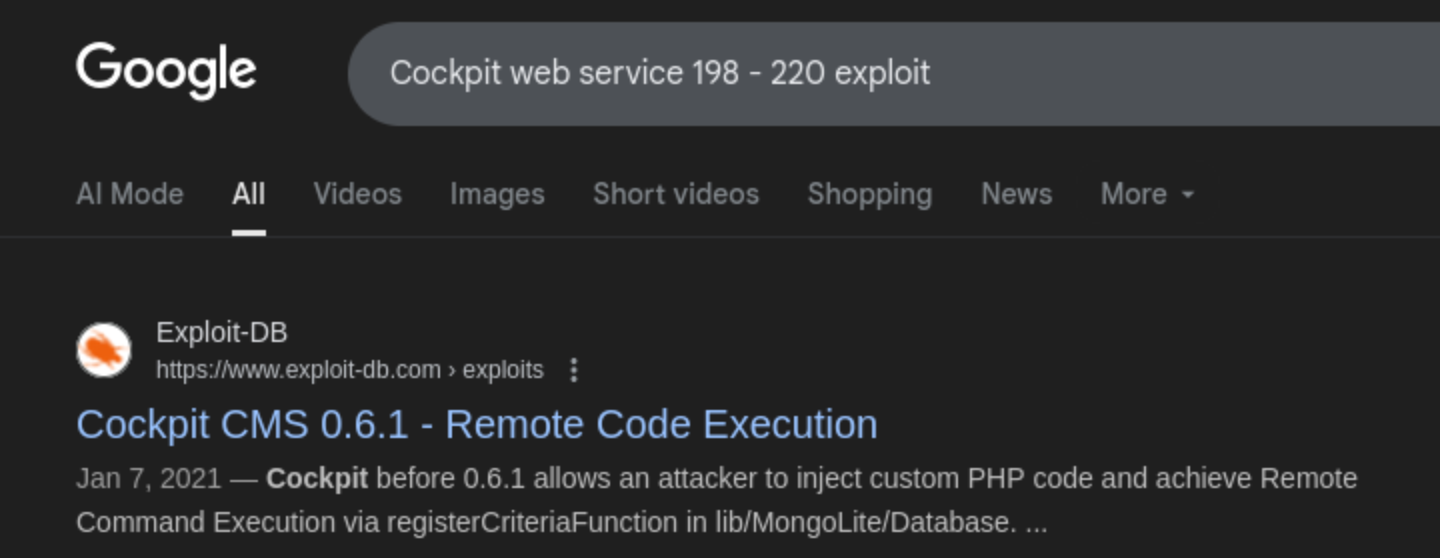 Google
Cockpit web service 198 - 220 exploit
AI Mode All Videos Images Short videos Shopping News More
Exploit-DB
https://www.exploit-db.com › exploits
Cockpit CMS 0.6.1 - Remote Code Execution
Jan 7, 2021 — Cockpit before 0.6.1 allows an attacker to inject custom PHP code and achieve Remote
Command Execution via registerCriteriaFunction in lib/MongoLite/Database. ...